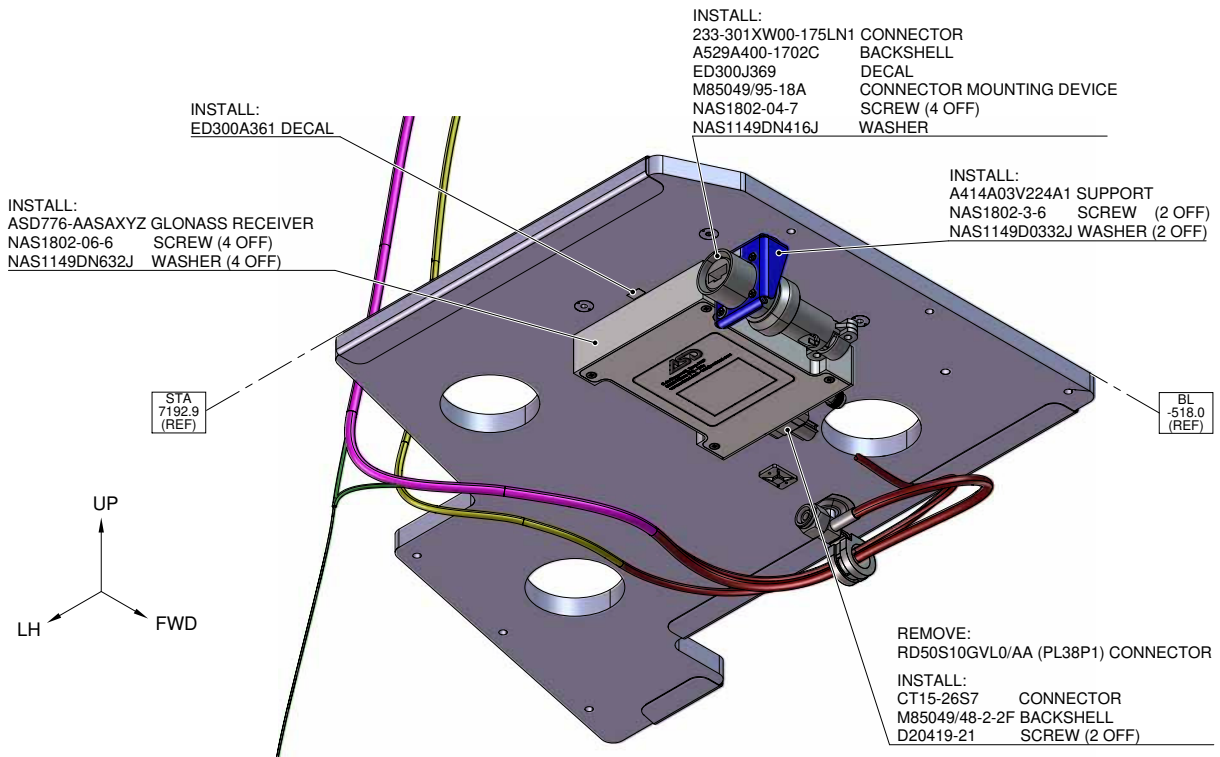 INSTALL:
233-301XW00-175LN1 CONNECTOR
A529A400-1702C BACKSHELL
ED300J369 DECAL
M85049/95-18A CONNECTOR MOUNTING DEVICE
NAS1802-04-7 SCREW (4 OFF)
NAS1149DN416J WASHER
INSTALL:
ED300A361 DECAL
INSTALL:
A414A03V224A1 SUPPORT
NAS1802-3-6 SCREW (2 OFF)
NAS1149D0332J WASHER (2 OFF)
INSTALL:
ASD776-AASAXYZ GLONASS RECEIVER
NAS1802-06-6 SCREW (4 OFF)
NAS1149DN632J WASHER (4 OFF)
ASD
STA
7192.9
(REF)
BL
-518.0
(REF)
UP
LH
FWD
REMOVE:
RD50S10GVL0/AA (PL38P1) CONNECTOR
INSTALL:
CT15-26S7 CONNECTOR
M85049/48-2-2F BACKSHELL
D20419-21 SCREW (2 OFF)